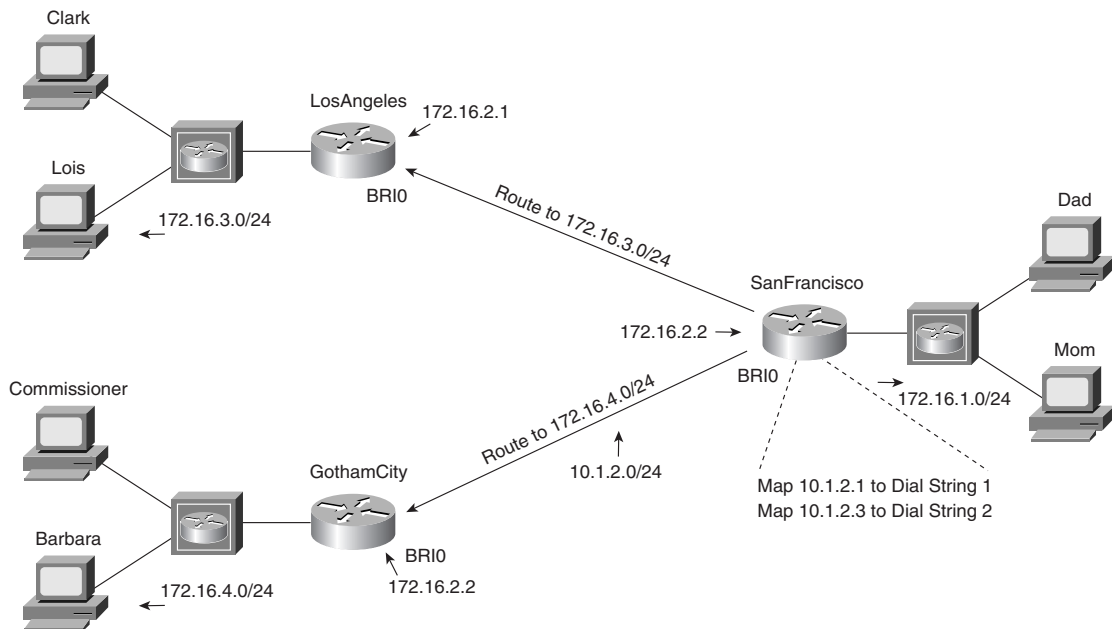 Clark
LosAngeles
172.16.2.1
Lois
BRI0
172.16.3.0/24
Route to 172.16.3.0/24
Dad
SanFrancisco
172.16.2.2
BRI0
Mom
172.16.1.0/24
Commissioner
Route to 172.16.4.0/24
10.1.2.0/24
GothamCity
Map 10.1.2.1 to Dial String 1
Map 10.1.2.3 to Dial String 2
Barbara
BRI0
172.16.4.0/24
172.16.2.2